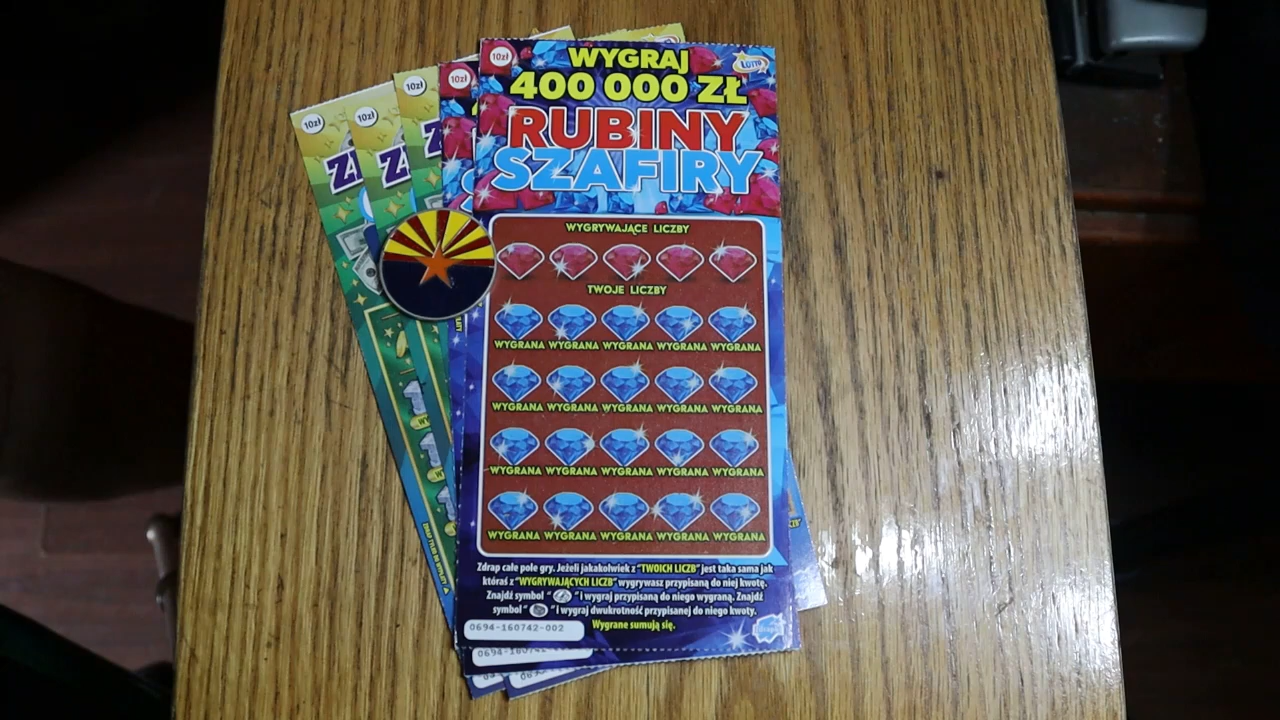 10zł
10zł
10zł
10zł
10zł
WYGRAJ
400 000 ZŁ
LOTTO
RUBINY
SZAFIRY
WYGRYWAJĄCE LICZBY
TWOJE LICZBY
WYGRANA WYGRANA WYGRANA WYGRANA WYGRANA
WYGRANA WYGRANA WYGRANA WYGRANA WYGRANA
WYGRANA WYGRANA WYGRANA WYGRANA WYGRANA
WYGRANA WYGRANA WYGRANA WYGRANA WYGRANA
Zdrap całe pole gry. Jeżeli jakakolwiek z "TWOICH LICZB" jest taka sama jak
któraś z "WYGRYWAJĄCYCH LICZB" wygrywasz przypisaną do niej kwotę.
Znajdź symbol " " i wygraj przypisaną do niego wygraną. Znajdź
symbol " " i wygraj dwukrotność przypisanej do niego kwoty.
Wygrane sumują się.
0694-160742-002